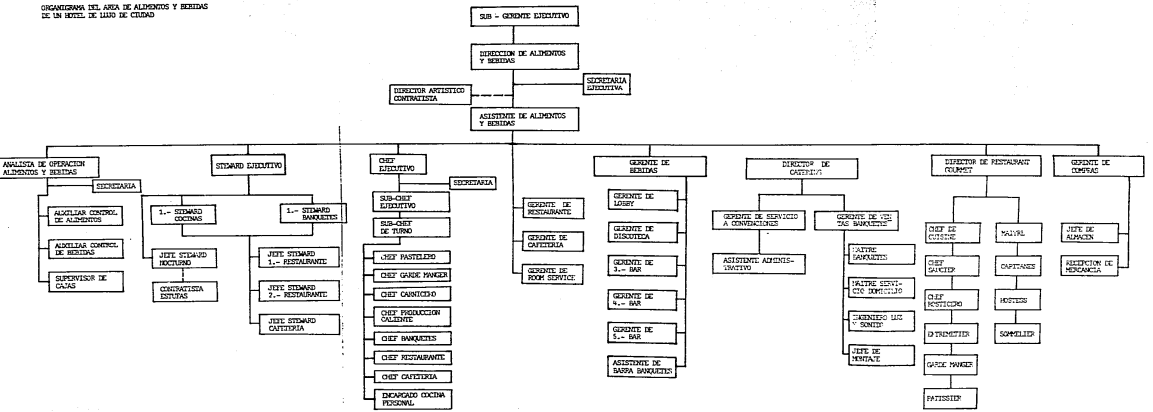 ORGANIGRAMA DEL AREA DE ALIMENTOS Y BEBIDAS
DE UN HOTEL DE LUJO DE CIUDAD
SUB - GERENTE EJECUTIVO
DIRECCION DE ALIMENTOS
Y BEBIDAS
SECRETARIA
EJECUTIVA
DIRECTOR ARTISTICO
CONTRATISTA
ASISTENTE DE ALIMENTOS
Y BEBIDAS
ANALISTA DE OPERACION
ALIMENTOS Y BEBIDAS
SECRETARIA
AUXILIAR CONTROL
DE ALIMENTOS
AUXILIAR CONTROL
DE BEBIDAS
SUPERVISOR DE
CAJAS
STEWARD EJECUTIVO
1.- STEWARD
COCINAS
1.- STEWARD
BANQUETES
JEFE STEWARD
NOCTURNO
CONTRATISTA
ESTUFAS
JEFE STEWARD
1.- RESTAURANTE
JEFE STEWARD
2.- RESTAURANTE
JEFE STEWARD
CAFETERIA
CHEF
EJECUTIVO
SECRETARIA
SUB-CHEF
EJECUTIVO
SUB-CHEF
DE TURNO
CHEF PASTELERO
CHEF GARDE MANGER
CHEF CARNICERO
CHEF PRODUCCION
CALIENTE
CHEF BANQUETES
CHEF RESTAURANTE
CHEF CAFETERIA
ENCARGADO COCINA
PERSONAL
GERENTE DE
RESTAURANTE
GERENTE DE
CAFETERIA
GERENTE DE
ROOM SERVICE
GERENTE DE
BEBIDAS
GERENTE DE
LOBBY
GERENTE DE
DISCOTECA
GERENTE DE
3.- BAR
GERENTE DE
4.- BAR
GERENTE DE
5.- BAR
ASISTENTE DE
BARRA BANQUETES
DIRECTOR DE
CATERING
GERENTE DE SERVICIO
A CONVENCIONES
ASISTENTE ADMINIS-
TRATIVO
GERENTE DE VEN
TAS BANQUETES
MAITRE
BANQUETES
MAITRE SERVI-
CIO DOMICILIO
INGENIERO LUZ
Y SONIDO
JEFE DE
MONTAJE
DIRECTOR DE RESTAURANT
GOURMET
CHEF DE
CUISINE
CHEF
SAUCIER
CHEF
ROSTICERO
ENTREMETIER
GARDE MANGER
PATISSIER
MAITRE
CAPITANES
HOSTESS
SOMMELIER
GERENTE DE
COMPRAS
JEFE DE
ALMACEN
RECEPCION DE
MERCANCIA